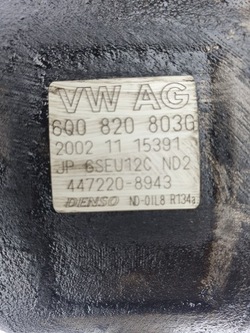 VW AG
6Q0 820 803G
2002 11 15391
JP 6SEU12C ND2
447220-8943
DENSO ND-OIL8 R134a